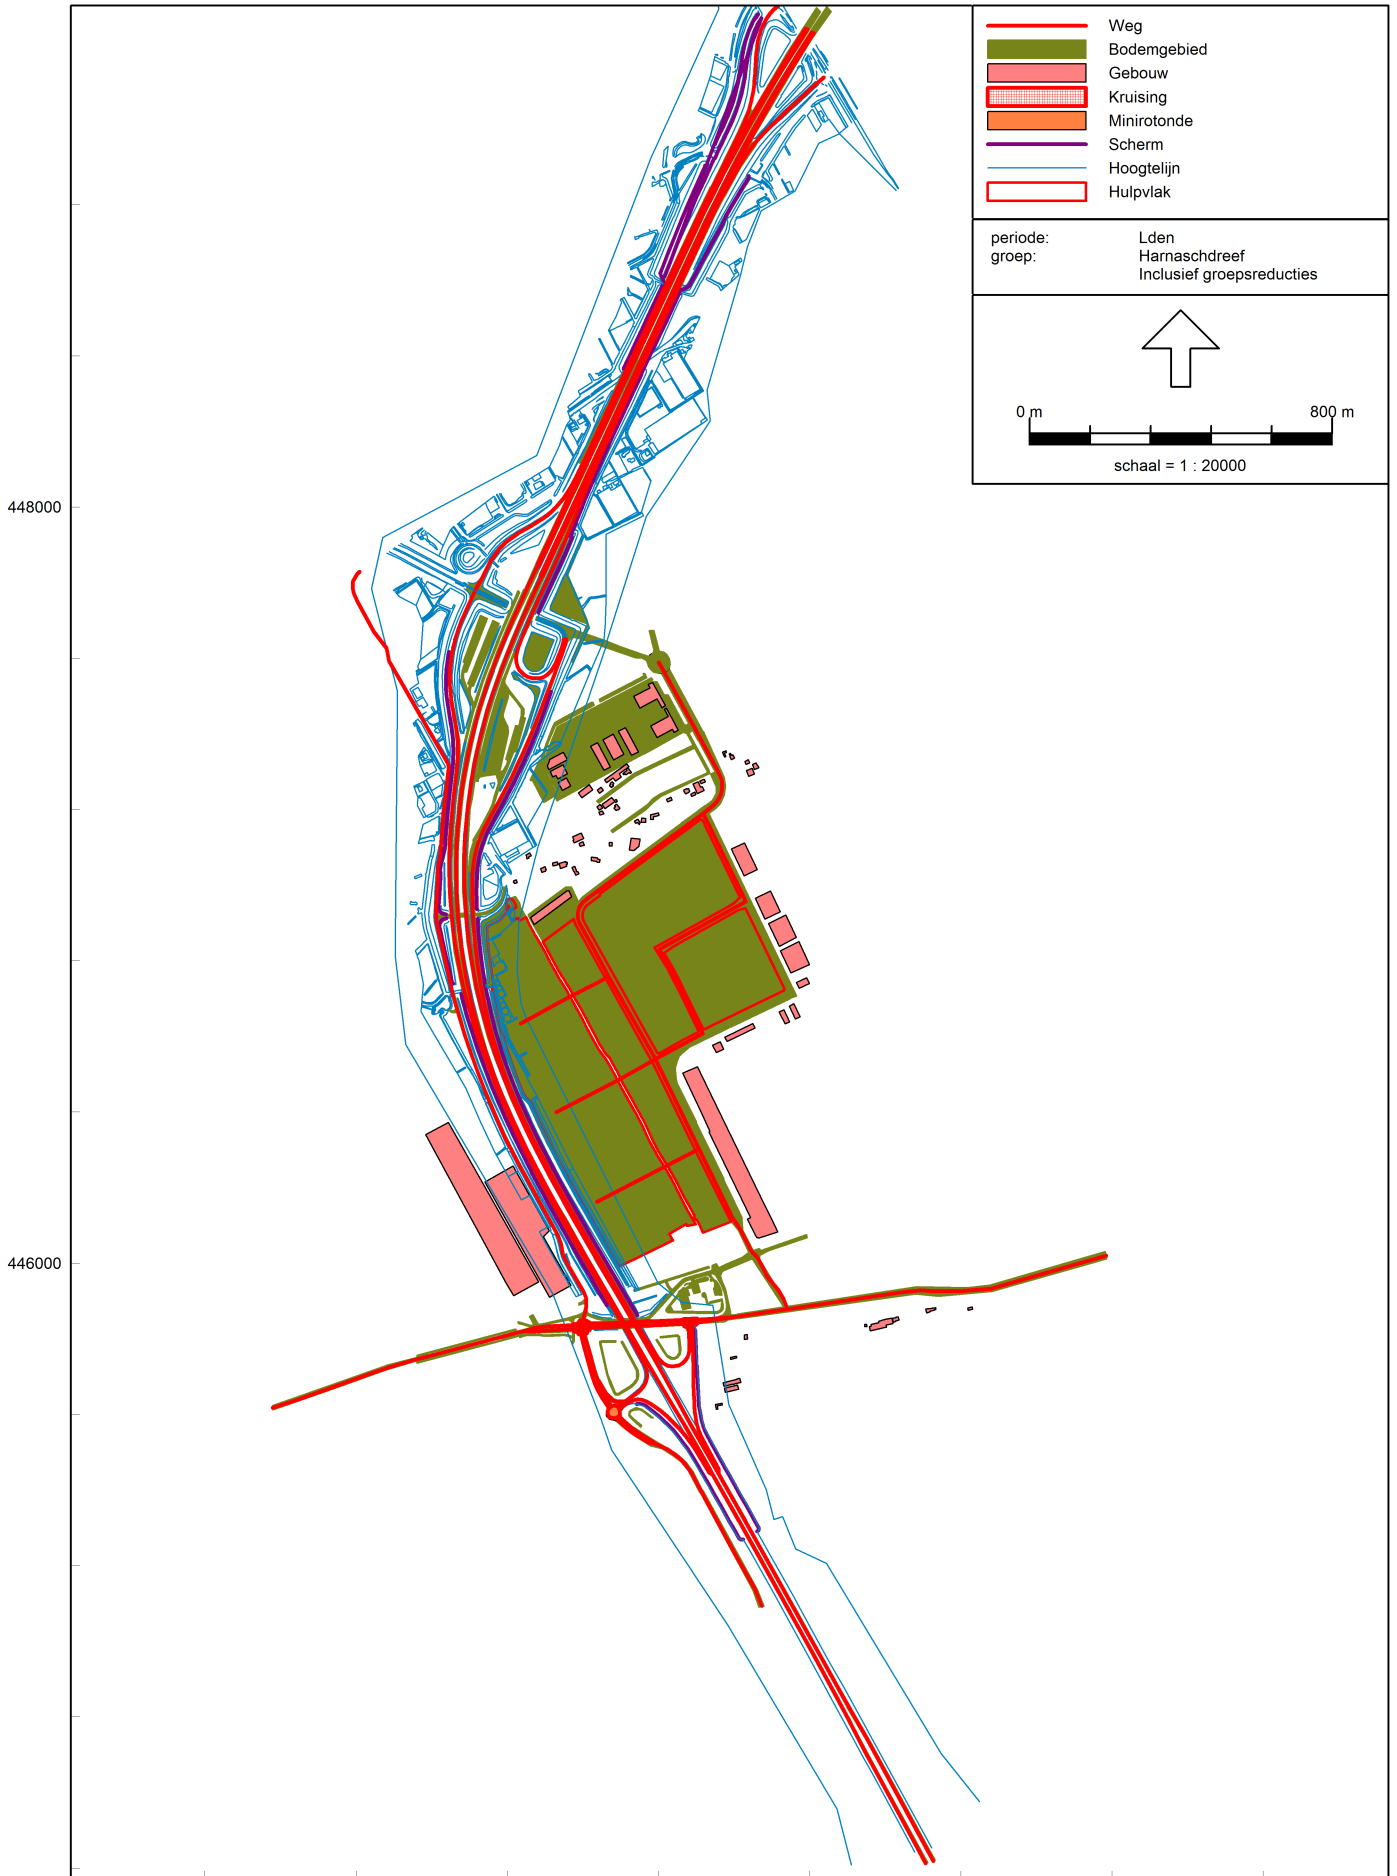 Weg
Bodemgebied
Gebouw
Kruising
Minirotonde
Scherm
Hoogtelijn
Hulpvlak
periode: Lden
groep: Harnaschdreef
Inclusief groepsreducties
0 m 800 m
schaal = 1 : 20000
448000
446000